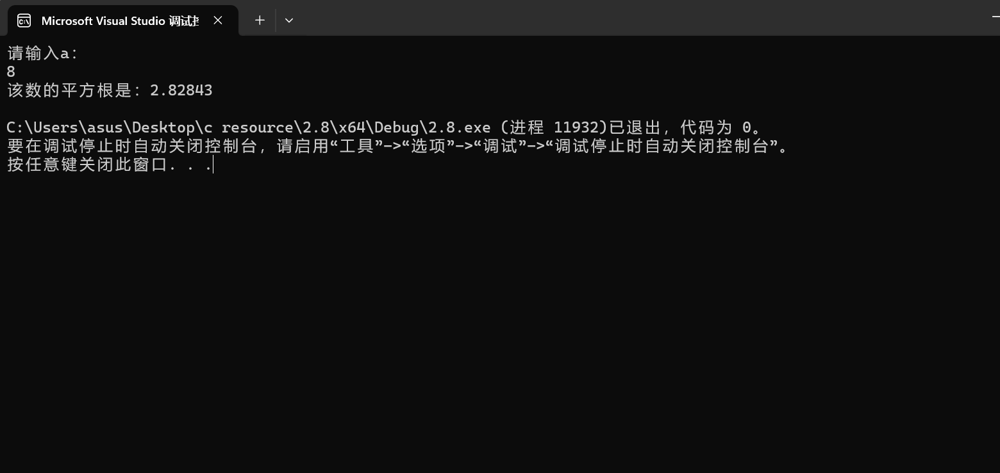 Microsoft Visual Studio 调试
请输入a：
8
该数的平方根是：2.82843
C:\Users\asus\Desktop\c resource\2.8\x64\Debug\2.8.exe (进程 11932)已退出，代码为 0。
要在调试停止时自动关闭控制台，请启用“工具”->“选项”->“调试”->“调试停止时自动关闭控制台”。
按任意键关闭此窗口. . .